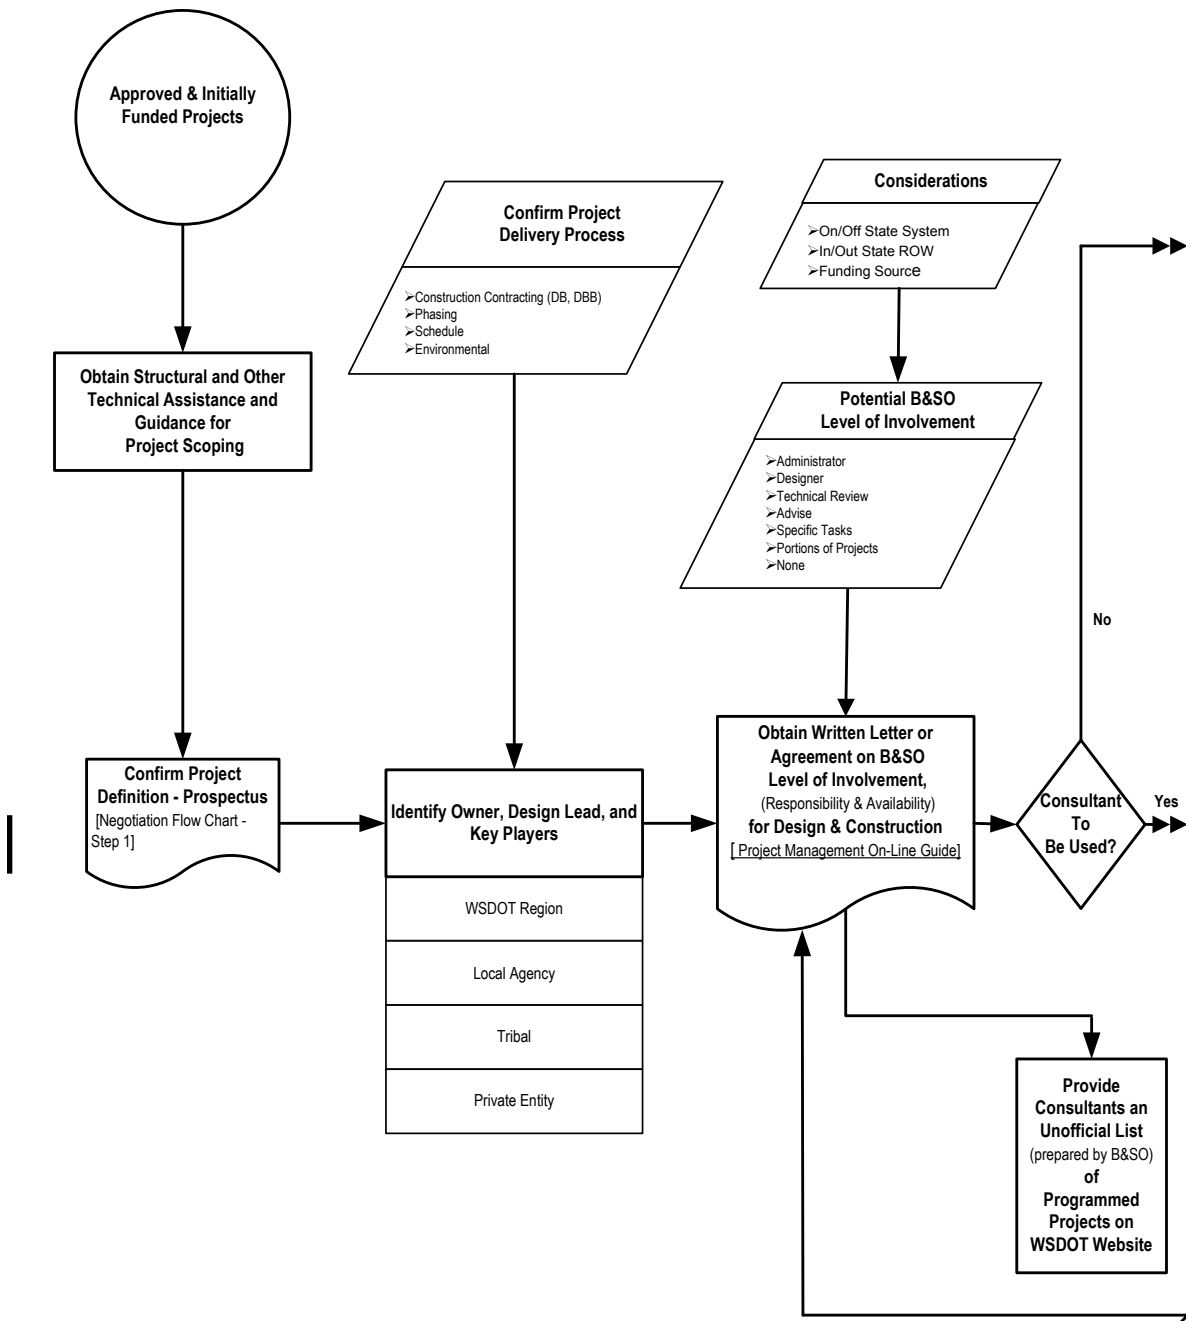 Approved & Initially
Funded Projects
Obtain Structural and Other
Technical Assistance and
Guidance for
Project Scoping
Confirm Project
Definition - Prospectus
[Negotiation Flow Chart -
Step 1]
Confirm Project
Delivery Process
➢Construction Contracting (DB, DBB)
➢Phasing
➢Schedule
➢Environmental
Identify Owner, Design Lead, and
Key Players
WSDOT Region
Local Agency
Tribal
Private Entity
Considerations
➢On/Off State System
➢In/Out State ROW
➢Funding Source
Potential B&SO
Level of Involvement
➢Administrator
➢Designer
➢Technical Review
➢Advise
➢Specific Tasks
➢Portions of Projects
➢None
Obtain Written Letter or
Agreement on B&SO
Level of Involvement,
(Responsibility & Availability)
for Design & Construction
[ Project Management On-Line Guide]
Consultant
To
Be Used?
No
Yes
Provide
Consultants an
Unofficial List
(prepared by B&SO)
of
Programmed
Projects on
WSDOT Website